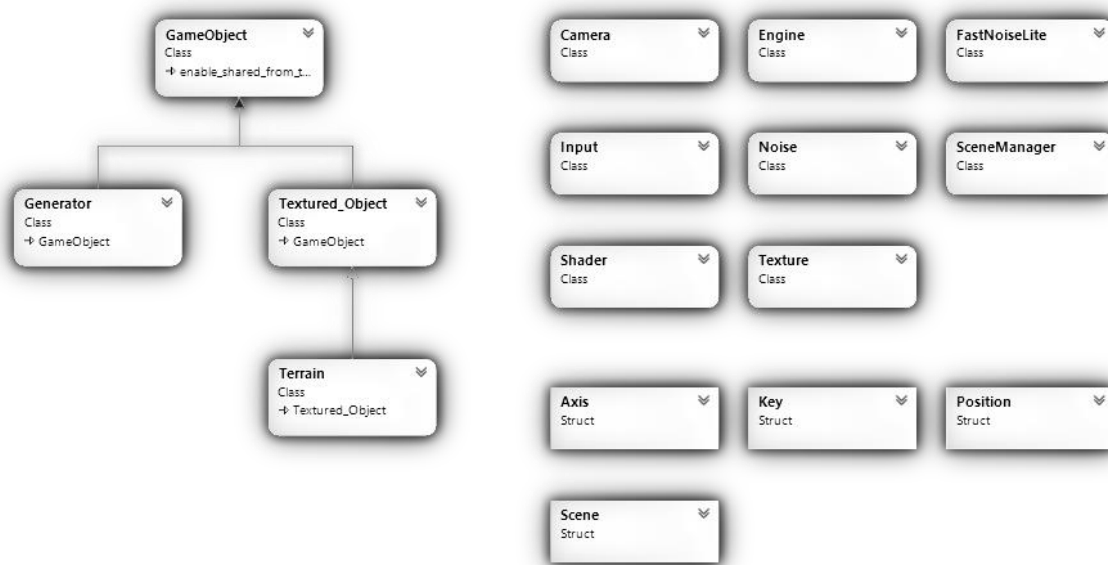 GameObject
Class
enable_shared_from_t...
Generator
Class
GameObject
Textured_Object
Class
GameObject
Terrain
Class
Textured_Object
Camera
Class
Engine
Class
FastNoiseLite
Class
Input
Class
Noise
Class
SceneManager
Class
Shader
Class
Texture
Class
Axis
Struct
Key
Struct
Position
Struct
Scene
Struct